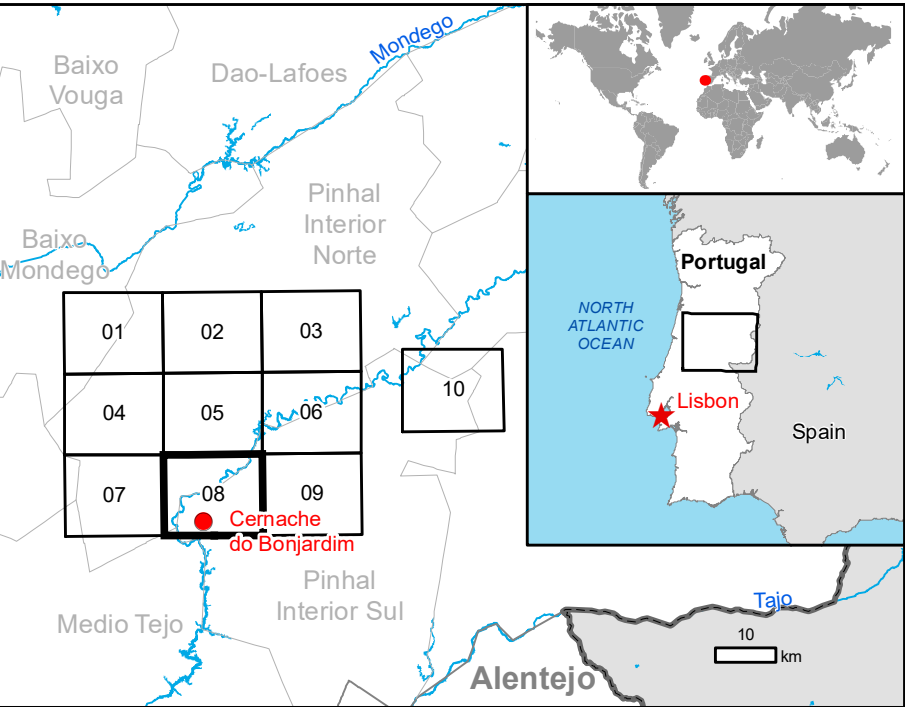 Baixo
Vouga
Dao-Lafoes
Mondego
Pinhal
Interior
Norte
Baixo
Mondego
01
02
03
04
05
06
07
08
09
10
Cernache
do Bonjardim
Pinhal
Interior Sul
Medio Tejo
Alentejo
Portugal
NORTH
ATLANTIC
OCEAN
Lisbon
Spain
Tajo
10
km